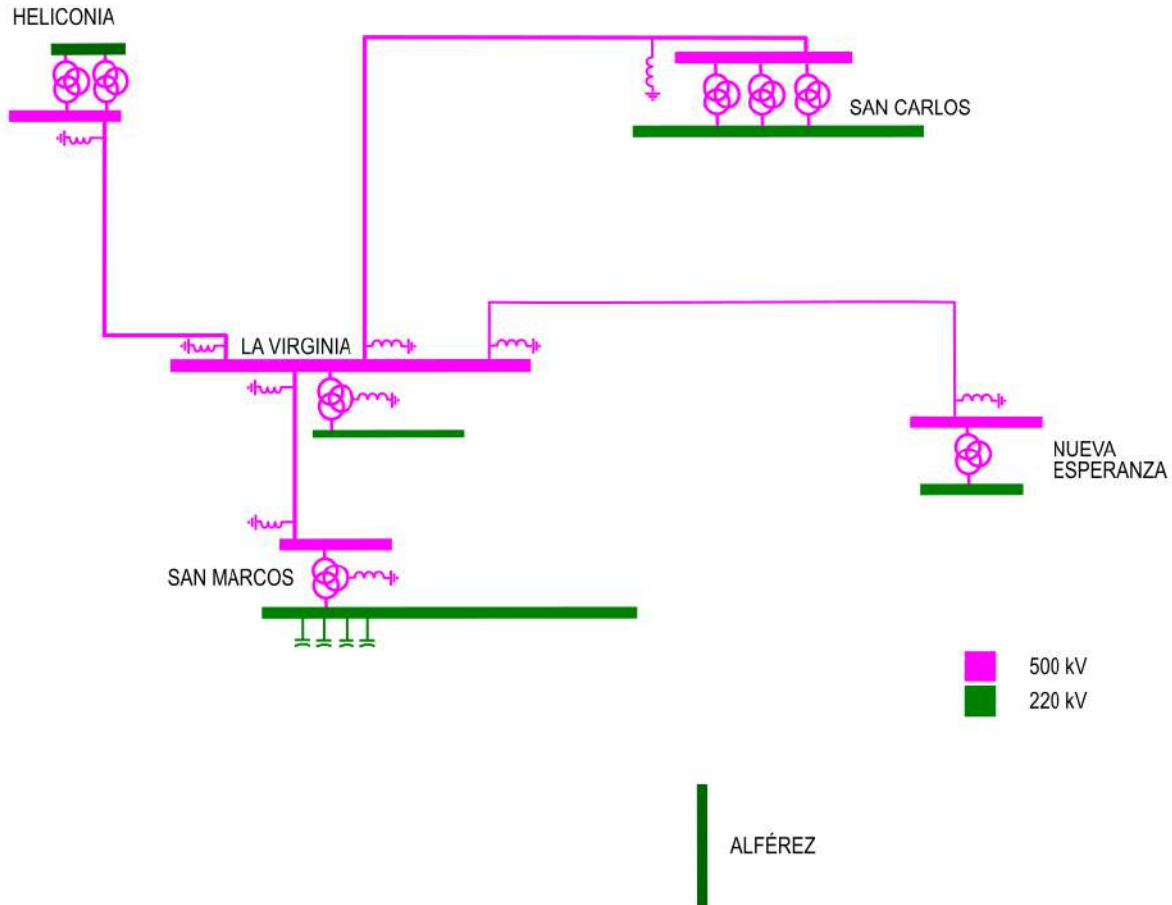 HELICONIA
SAN CARLOS
LA VIRGINIA
NUEVA
ESPERANZA
SAN MARCOS
500 kV
220 kV
ALFÉREZ